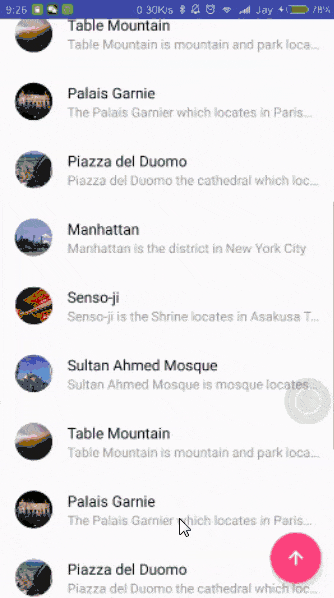 9:26 0.30K/s Jay 78%
Table Mountain
Table Mountain is mountain and park loca...
Palais Garnie
The Palais Garnier which locates in Paris...
Piazza del Duomo
Piazza del Duomo the cathedral which loc...
Manhattan
Manhattan is the district in New York City
Senso-ji
Senso-ji is the Shrine locates in Asakusa T...
Sultan Ahmed Mosque
Sultan Ahmed Mosque is mosque locates...
Table Mountain
Table Mountain is mountain and park loca...
Palais Garnie
The Palais Garnier which locates in Paris...
Piazza del Duomo
Piazza del Duomo the cathedral which loc...